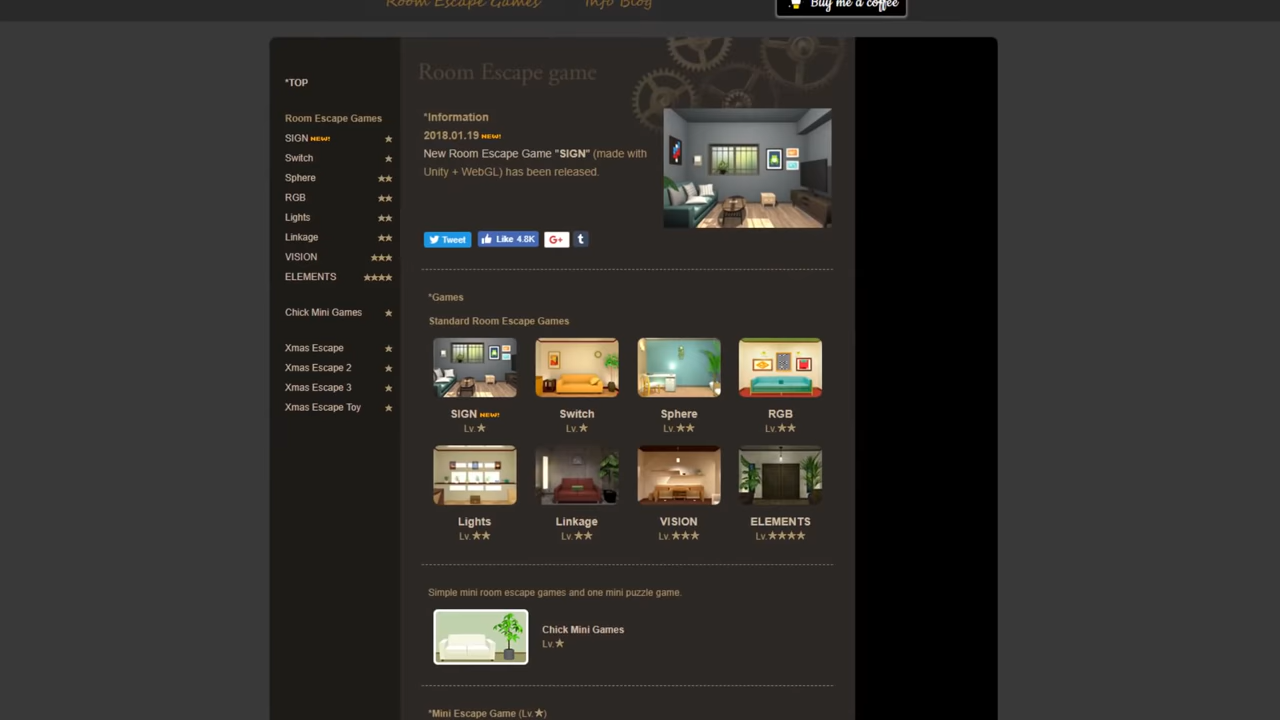 Room Escape Games
Info Blog
Buy me a coffee
*TOP
Room Escape Games
SIGN NEW! ★
Switch ★
Sphere ★★
RGB ★★
Lights ★★
Linkage ★★
VISION ★★★
ELEMENTS ★★★★
Chick Mini Games ★
Xmas Escape ★
Xmas Escape 2 ★
Xmas Escape 3 ★
Xmas Escape Toy ★
Room Escape game
*Information
2018.01.19 NEW!
New Room Escape Game "SIGN" (made with
Unity + WebGL) has been released.
Tweet
Like 4.8K
G+
t
*Games
Standard Room Escape Games
SIGN NEW!
Lv.★
Switch
Lv.★
Sphere
Lv.★★
RGB
Lv.★★
Lights
Lv.★★
Linkage
Lv.★★
VISION
Lv.★★★
ELEMENTS
Lv.★★★★
Simple mini room escape games and one mini puzzle game.
Chick Mini Games
Lv.★
*Mini Escape Game (Lv.★)